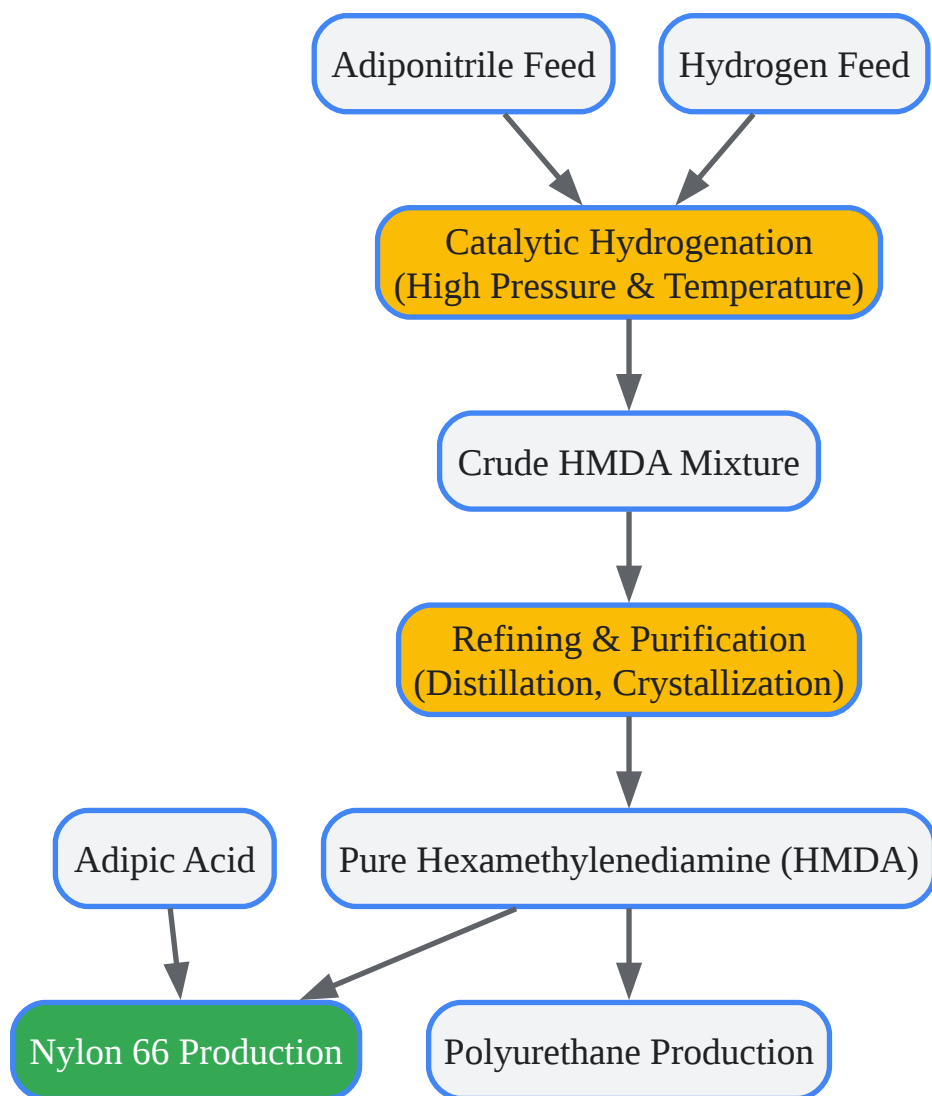 Adiponitrile Feed
Hydrogen Feed
Catalytic Hydrogenation
(High Pressure & Temperature)
Crude HMDA Mixture
Refining & Purification
(Distillation, Crystallization)
Adipic Acid
Pure Hexamethylenediamine (HMDA)
Nylon 66 Production
Polyurethane Production